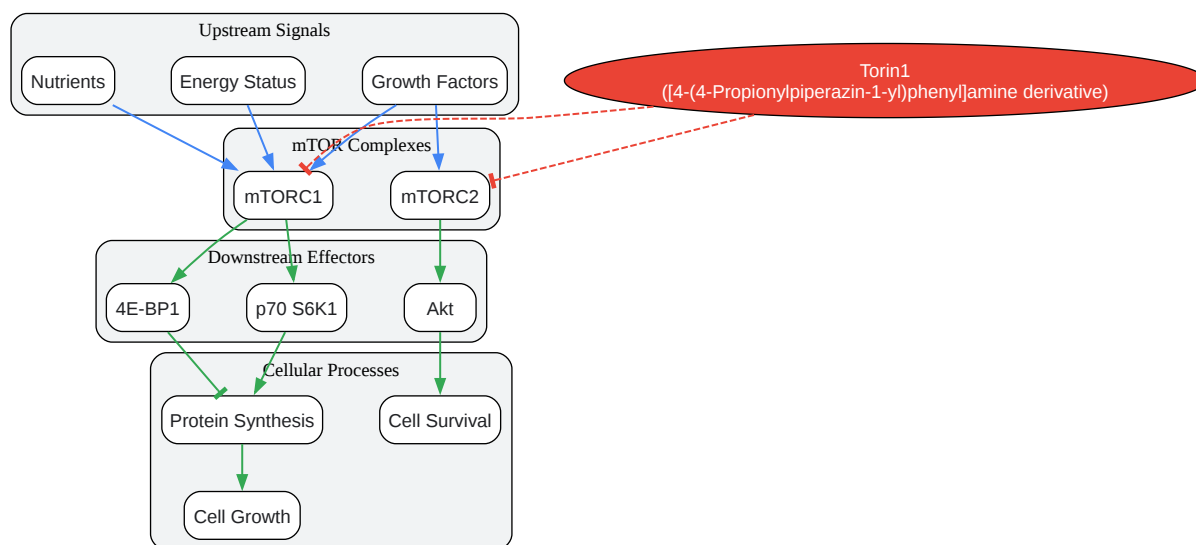 Upstream Signals
Nutrients
Energy Status
Growth Factors
Torin1
([4-(4-Propionylpiperazin-1-yl)phenyl]amine derivative)
mTOR Complexes
mTORC1
mTORC2
Downstream Effectors
4E-BP1
p70 S6K1
Akt
Cellular Processes
Protein Synthesis
Cell Survival
Cell Growth